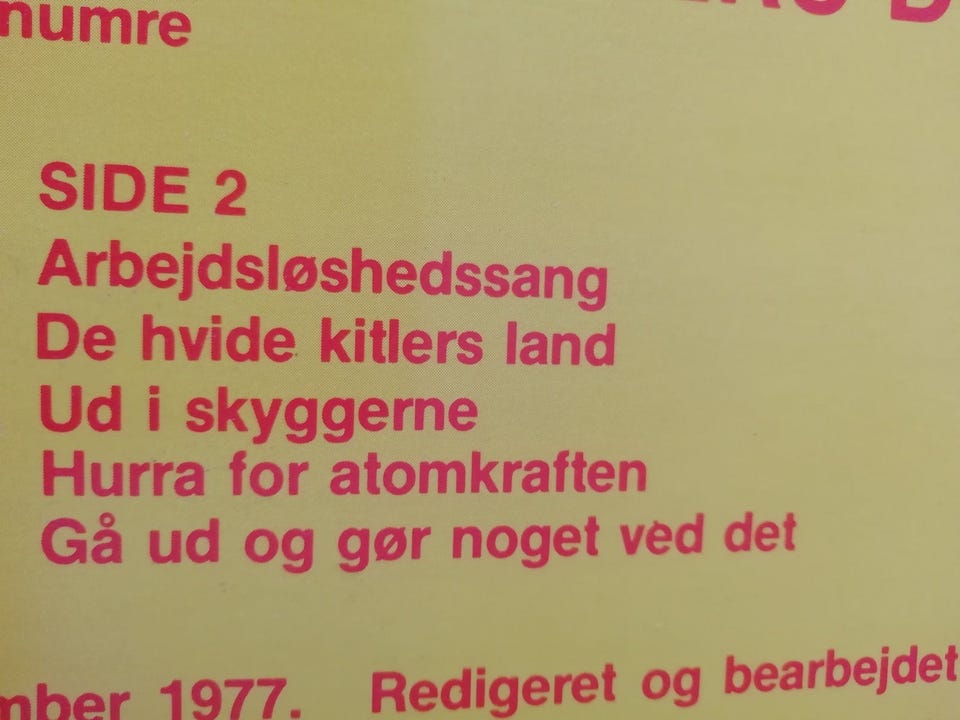 numre
SIDE 2
Arbejdsløshedssang
De hvide kitlers land
Ud i skyggerne
Hurra for atomkraften
Gå ud og gør noget ved det
mber 1977. Redigeret og bearbejdet